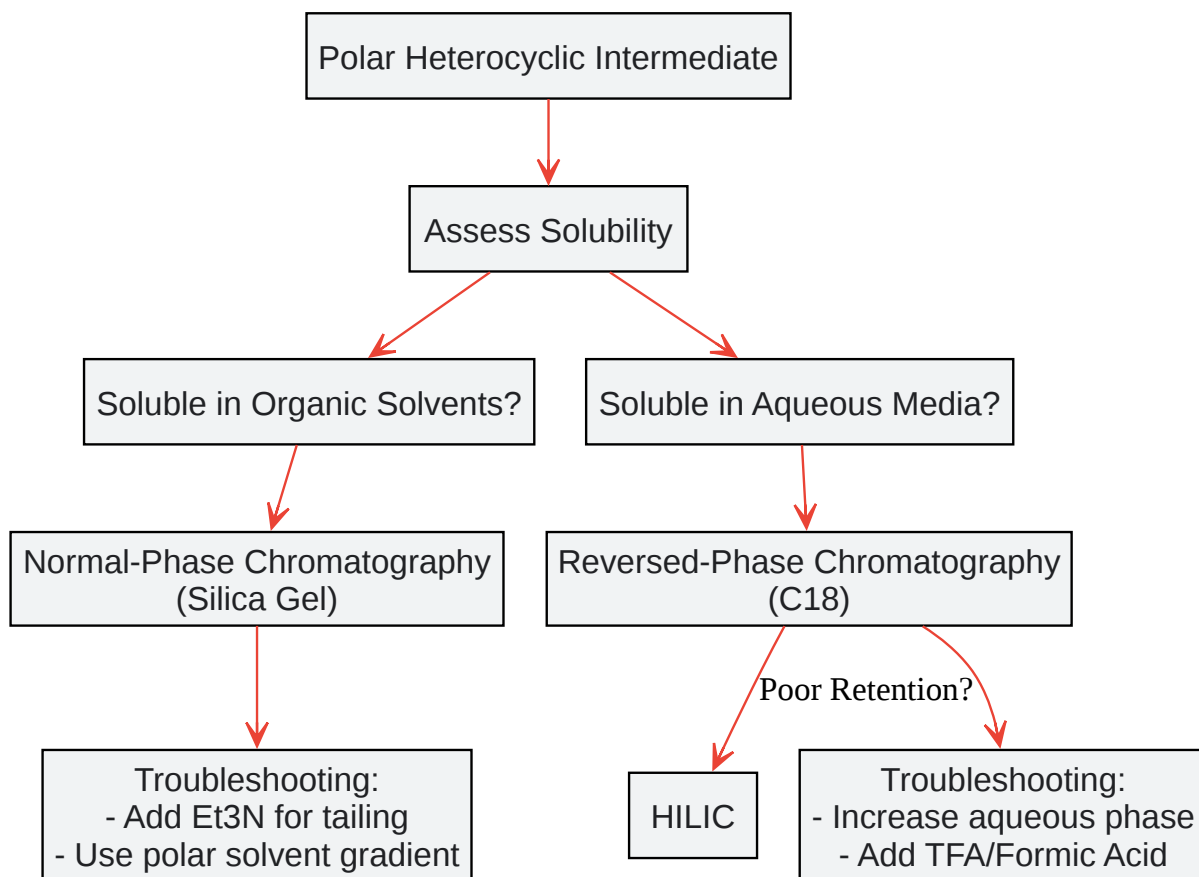 Polar Heterocyclic Intermediate
Assess Solubility
Soluble in Organic Solvents?
Soluble in Aqueous Media?
Normal-Phase Chromatography
(Silica Gel)
Reversed-Phase Chromatography
(C18)
Poor Retention?
Troubleshooting:
- Add Et3N for tailing
- Use polar solvent gradient
HILIC
Troubleshooting:
- Increase aqueous phase
- Add TFA/Formic Acid